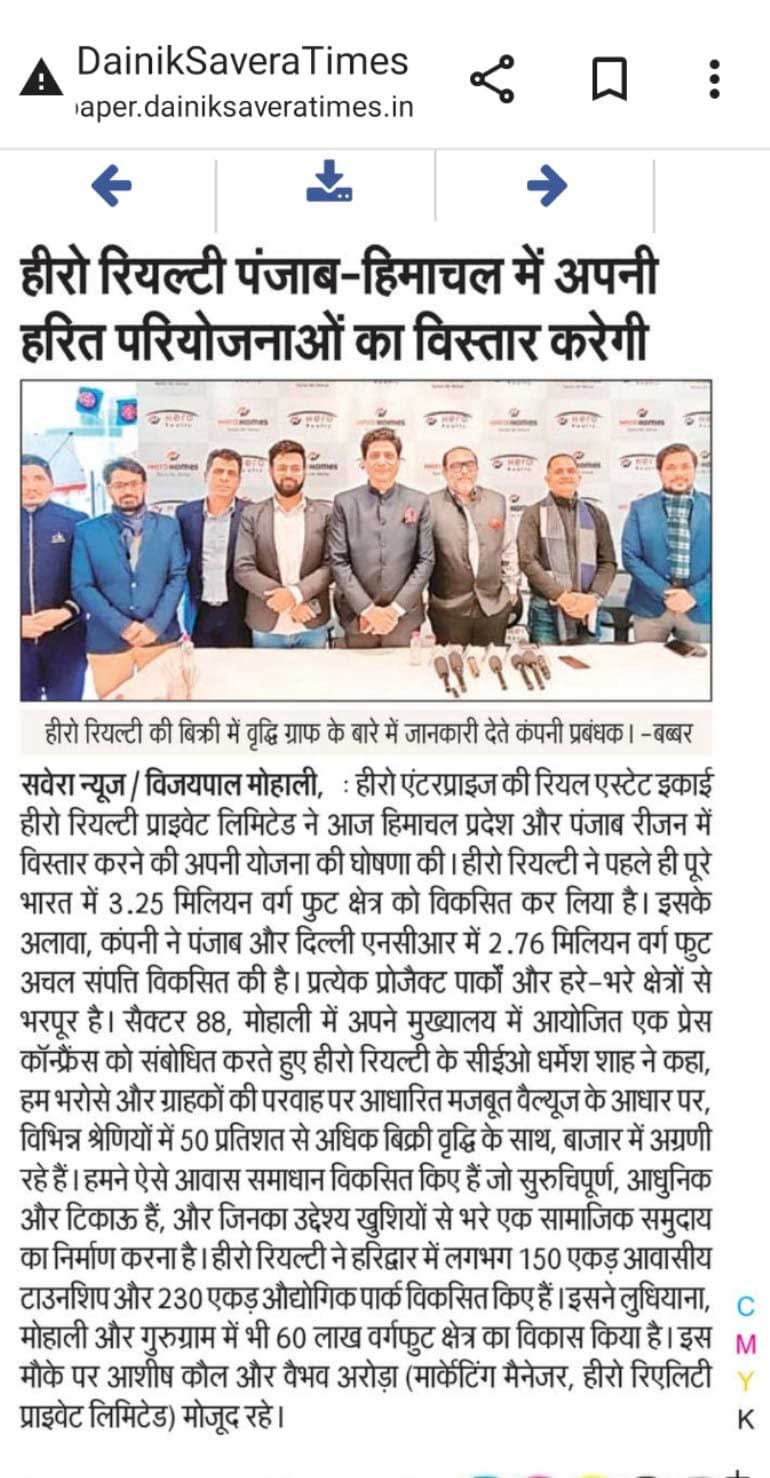 DainikSaveraTimes
aper.dainiksaveratimes.in
हीरो रियल्टी पंजाब-हिमाचल में अपनी
हरित परियोजनाओं का विस्तार करेगी
हीरो रियल्टी की बिक्री में वृद्धि ग्राफ के बारे में जानकारी देते कंपनी प्रबंधक। -बब्बर
सवेरा न्यूज/विजयपाल मोहाली, : हीरो एंटरप्राइज की रियल एस्टेट इकाई
हीरो रियल्टी प्राइवेट लिमिटेड ने आज हिमाचल प्रदेश और पंजाब रीजन में
विस्तार करने की अपनी योजना की घोषणा की। हीरो रियल्टी ने पहले ही पूरे
भारत में 3.25 मिलियन वर्ग फुट क्षेत्र को विकसित कर लिया है। इसके
अलावा, कंपनी ने पंजाब और दिल्ली एनसीआर में 2.76 मिलियन वर्ग फुट
अचल संपत्ति विकसित की है। प्रत्येक प्रोजैक्ट पार्कों और हरे-भरे क्षेत्रों से
भरपूर है। सैक्टर 88, मोहाली में अपने मुख्यालय में आयोजित एक प्रेस
कॉन्फ्रैंस को संबोधित करते हुए हीरो रियल्टी के सीईओ धर्मेश शाह ने कहा,
हम भरोसे और ग्राहकों की परवाह पर आधारित मजबूत वैल्यूज के आधार पर,
विभिन्न श्रेणियों में 50 प्रतिशत से अधिक बिक्री वृद्धि के साथ, बाजार में अग्रणी
रहे हैं। हमने ऐसे आवास समाधान विकसित किए हैं जो सुरुचिपूर्ण, आधुनिक
और टिकाऊ हैं, और जिनका उद्देश्य खुशियों से भरे एक सामाजिक समुदाय
का निर्माण करना है। हीरो रियल्टी ने हरिद्वार में लगभग 150 एकड़ आवासीय
टाउनशिप और 230 एकड़ औद्योगिक पार्क विकसित किए हैं। इसने लुधियाना,
मोहाली और गुरुग्राम में भी 60 लाख वर्गफुट क्षेत्र का विकास किया है। इस
मौके पर आशीष कौल और वैभव अरोड़ा (मार्केटिंग मैनेजर, हीरो रिएलिटी
प्राइवेट लिमिटेड) मोजूद रहे।
C
M
Y
K